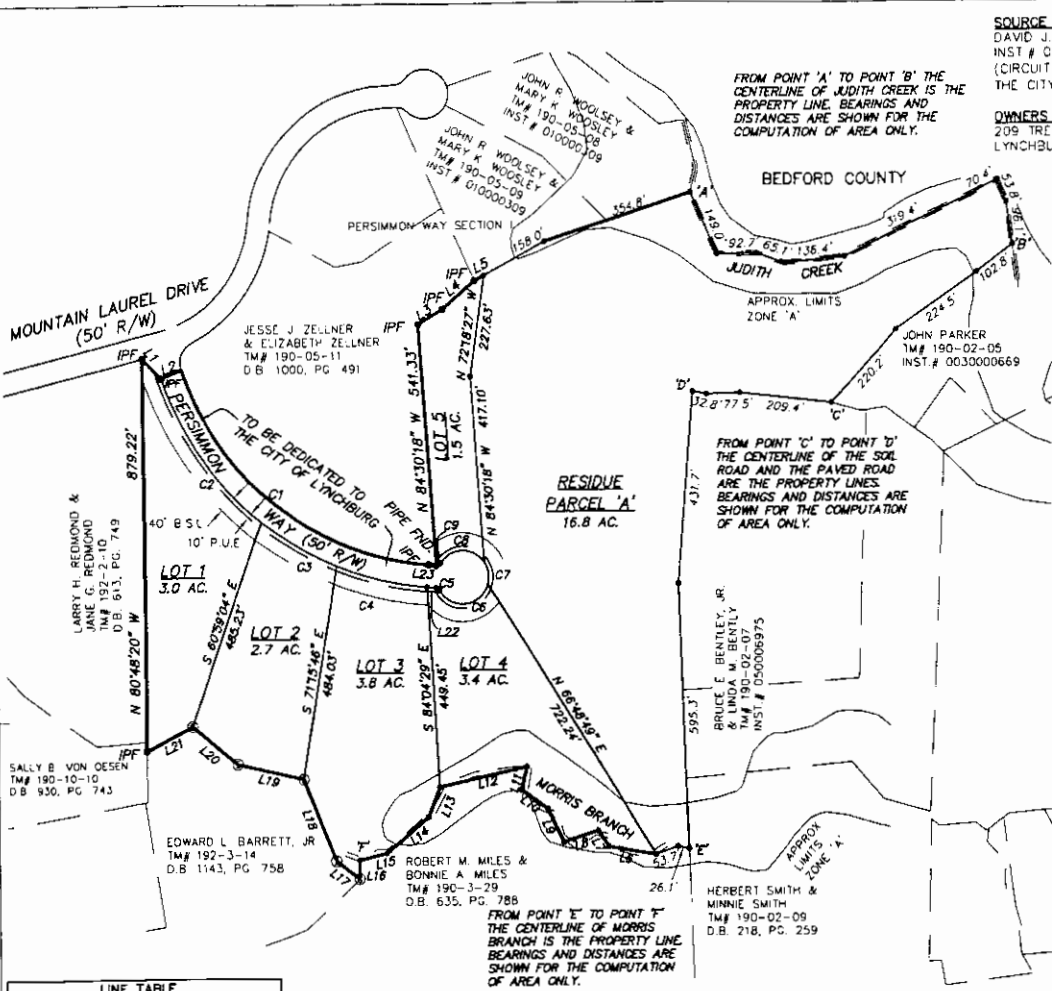 SOURCE
DAVID J.
INST #
(CIRCUIT
THE CITY
OWNERS
209 TRE
LYNCHBU
FROM POINT 'A' TO POINT 'B' THE
CENTERLINE OF JUDITH CREEK IS THE
PROPERTY LINE. BEARINGS AND
DISTANCES ARE SHOWN FOR THE
COMPUTATION OF AREA ONLY.
JOHN R WOOLSEY &
MARY K WOOSLEY
TM# 190-05-08
INST # 010000309
JOHN R WOOLSEY &
MARY K WOOSLEY
TM# 190-05-09
INST # 010000309
BEDFORD COUNTY
PERSIMMON WAY SECTION I
354.8'
158.0'
'A'
149.0'
92.7'
65.1'
136.4'
319.4'
70.4'
53.8'
96.1'
'B'
102.8'
JUDITH CREEK
APPROX. LIMITS
ZONE 'A'
224.5'
220.2'
JOHN PARKER
TM# 190-02-05
INST.# 0030000669
MOUNTAIN LAUREL DRIVE
(50' R/W)
JESSE J ZELLNER
& ELIZABETH ZELLNER
TM# 190-05-11
D B 1000, PG 491
IPF
L5
L4
IPF
L3
IPF
N 72°18'27" W
227.63'
N 84°30'18" W 541.33'
LOT 5
1.5 AC.
N 84°30'18" W 417.10'
'D'
32.8'
77.5'
209.4'
'C'
FROM POINT 'C' TO POINT 'D'
THE CENTERLINE OF THE SOIL
ROAD AND THE PAVED ROAD
ARE THE PROPERTY LINES.
BEARINGS AND DISTANCES ARE
SHOWN FOR THE COMPUTATION
OF AREA ONLY.
RESIDUE
PARCEL 'A'
16.8 AC.
431.7'
595.3'
BRUCE E BENTLEY, JR.
& LINDA M. BENTLY
TM# 190-02-07
INST.# 050006975
IPF
L1
L2
IPF
PERSIMMON WAY (50' R/W)
TO BE DEDICATED TO
THE CITY OF LYNCHBURG
PIPE FND.
IPF
L23
C1
C2
C3
C4
C5
C6
C7
C8
C9
L22
40' B S L
10' P.U.E
LARRY H. REDMOND &
JANE G. REDMOND
TM# 192-2-10
D B. 613, PG. 749
N 80°48'20" W
879.22'
LOT 1
3.0 AC.
S 60°59'04" E
485.23'
LOT 2
2.7 AC.
S 71°15'46" E
484.03'
LOT 3
3.8 AC.
S 84°04'29" E
449.45'
LOT 4
3.4 AC.
N 66°48'49" E
722.24'
IPF
L21
L20
L19
L18
L17
L16
'F'
L15
L14
L13
L12
L11
L10
L9
L8
L7
L6
MORRIS BRANCH
53.7'
26.1'
'E'
SALLY B VON OESEN
TM# 190-10-10
D B 930, PG 743
EDWARD L BARRETT, JR
TM# 192-3-14
D.B 1143, PG 758
ROBERT M. MILES &
BONNIE A MILES
TM# 190-3-29
D.B. 635, PG. 788
APPROX
LIMITS
ZONE 'A'
HERBERT SMITH &
MINNIE SMITH
TM# 190-02-09
D.B. 218, PG. 259
FROM POINT 'E' TO POINT 'F'
THE CENTERLINE OF MORRIS
BRANCH IS THE PROPERTY LINE.
BEARINGS AND DISTANCES ARE
SHOWN FOR THE COMPUTATION
OF AREA ONLY.
LINE TABLE